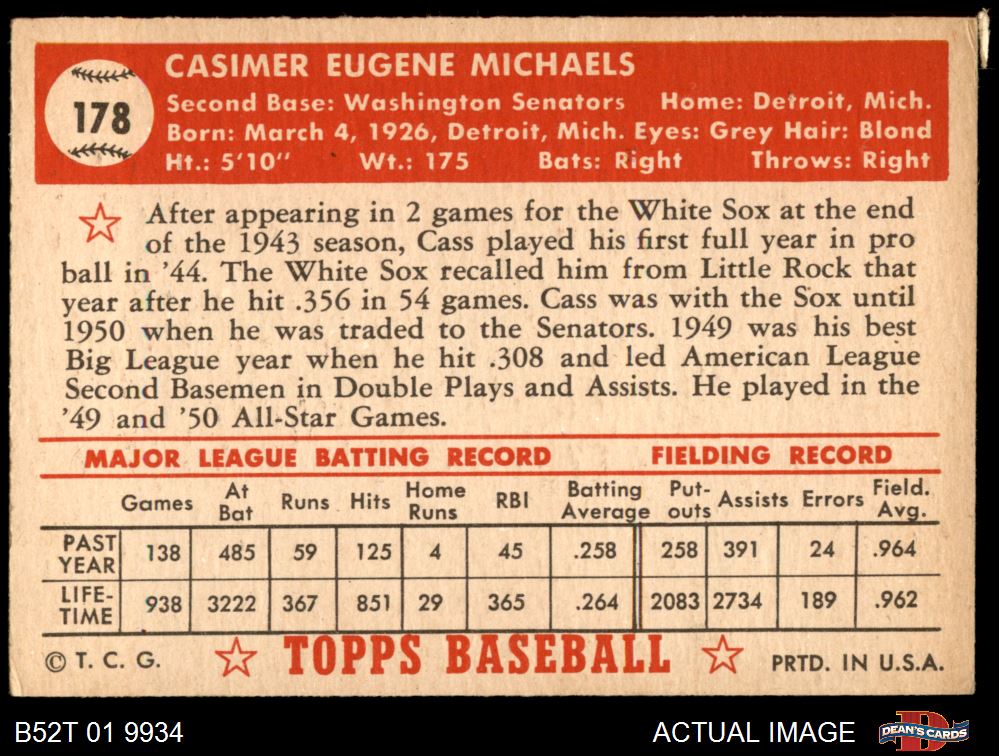 178
CASIMER EUGENE MICHAELS
Second Base: Washington Senators Home: Detroit, Mich.
Born: March 4, 1926, Detroit, Mich. Eyes: Grey Hair: Blond
Ht.: 5'10" Wt.: 175 Bats: Right Throws: Right
After appearing in 2 games for the White Sox at the end
of the 1943 season, Cass played his first full year in pro
ball in '44. The White Sox recalled him from Little Rock that
year after he hit .356 in 54 games. Cass was with the Sox until
1950 when he was traded to the Senators. 1949 was his best
Big League year when he hit .308 and led American League
Second Basemen in Double Plays and Assists. He played in the
'49 and '50 All-Star Games.
MAJOR LEAGUE BATTING RECORD FIELDING RECORD
Games At Bat Runs Hits Home Runs RBI Batting Average Put-outs Assists Errors Field. Avg.
PAST YEAR 138 485 59 125 4 45 .258 258 391 24 .964
LIFE-TIME 938 3222 367 851 29 365 .264 2083 2734 189 .962
© T. C. G. TOPPS BASEBALL PRTD. IN U.S.A.
B52T 01 9934 ACTUAL IMAGE DEAN'S CARDS